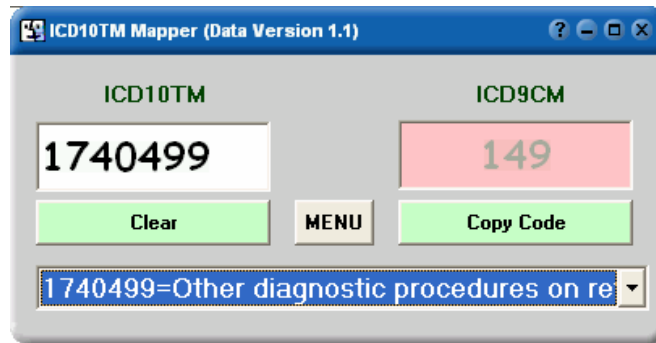 ICD10TM Mapper (Data Version 1.1)
ICD10TM ICD9CM
1740499 149
Clear MENU Copy Code
1740499=Other diagnostic procedures on re